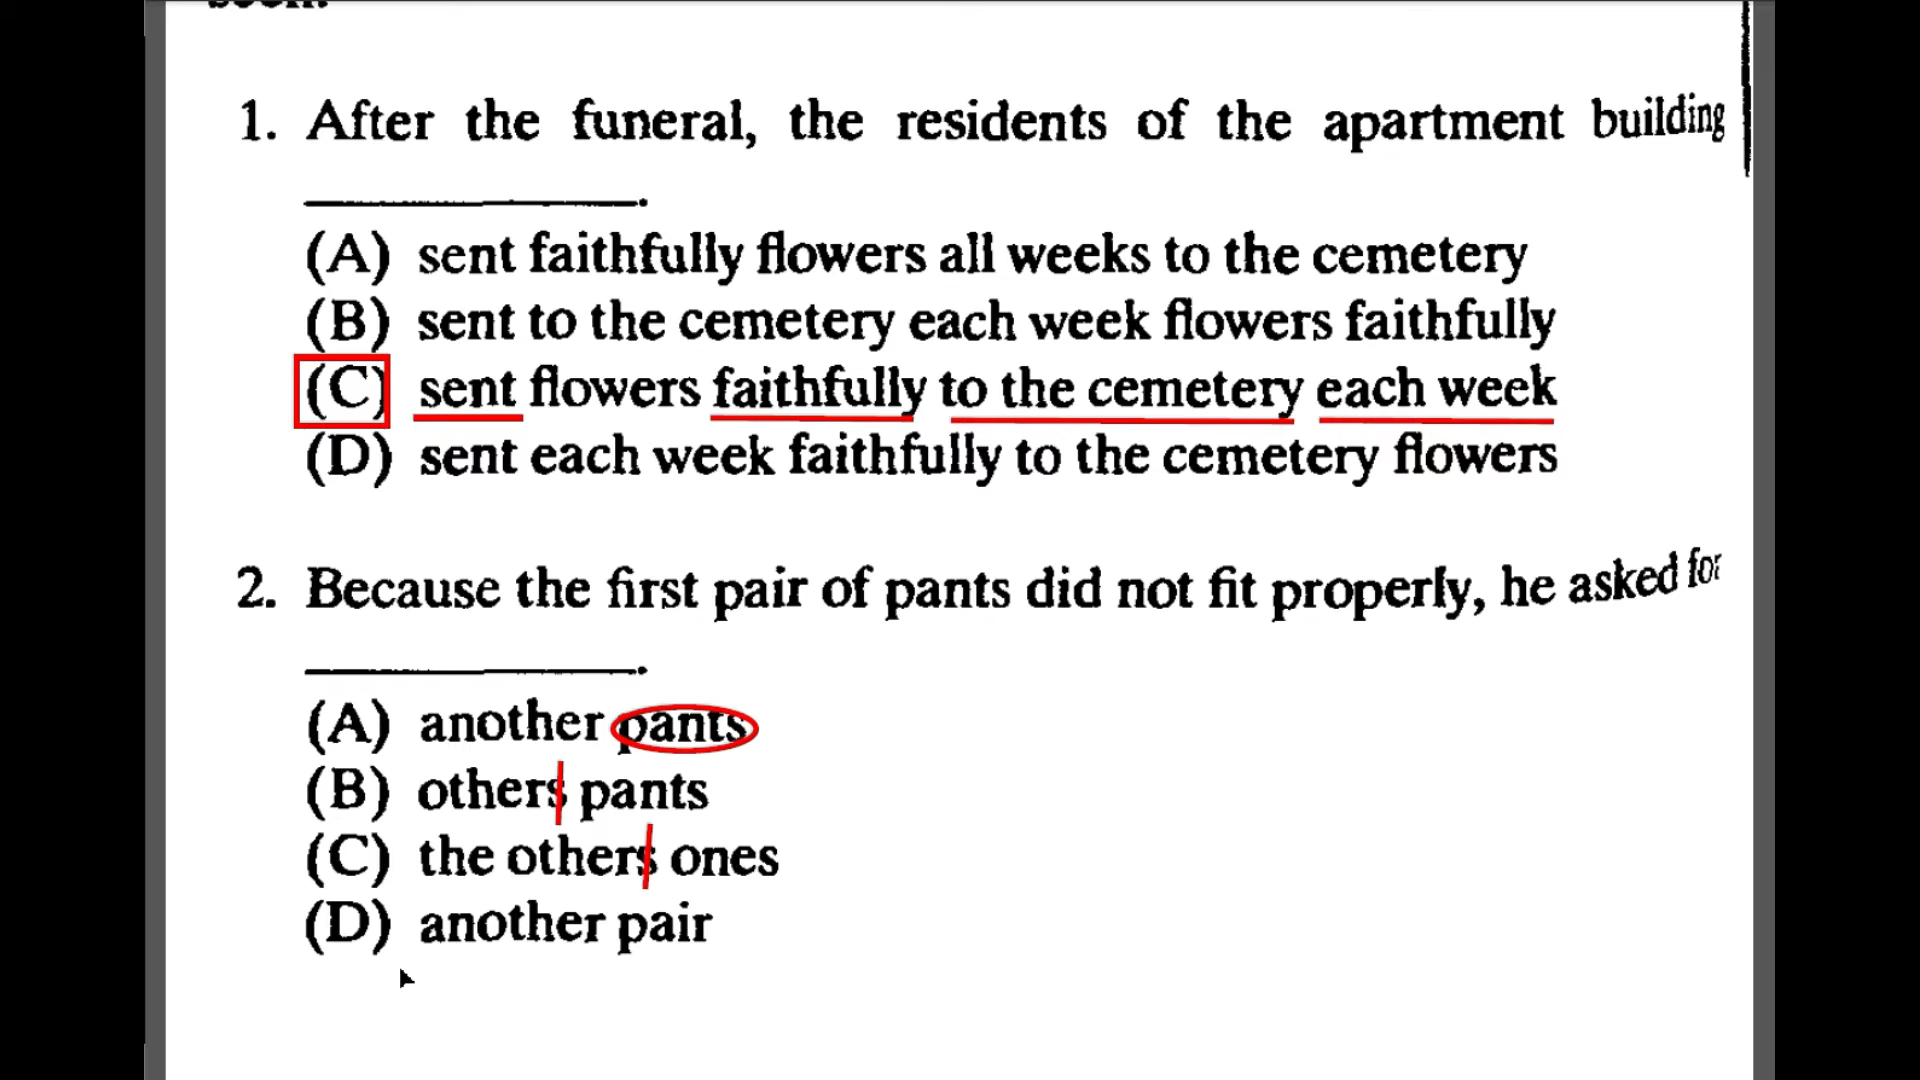 1. After the funeral, the residents of the apartment building
.
(A) sent faithfully flowers all weeks to the cemetery
(B) sent to the cemetery each week flowers faithfully
(C) sent flowers faithfully to the cemetery each week
(D) sent each week faithfully to the cemetery flowers
2. Because the first pair of pants did not fit properly, he asked for
.
(A) another pants
(B) others pants
(C) the others ones
(D) another pair